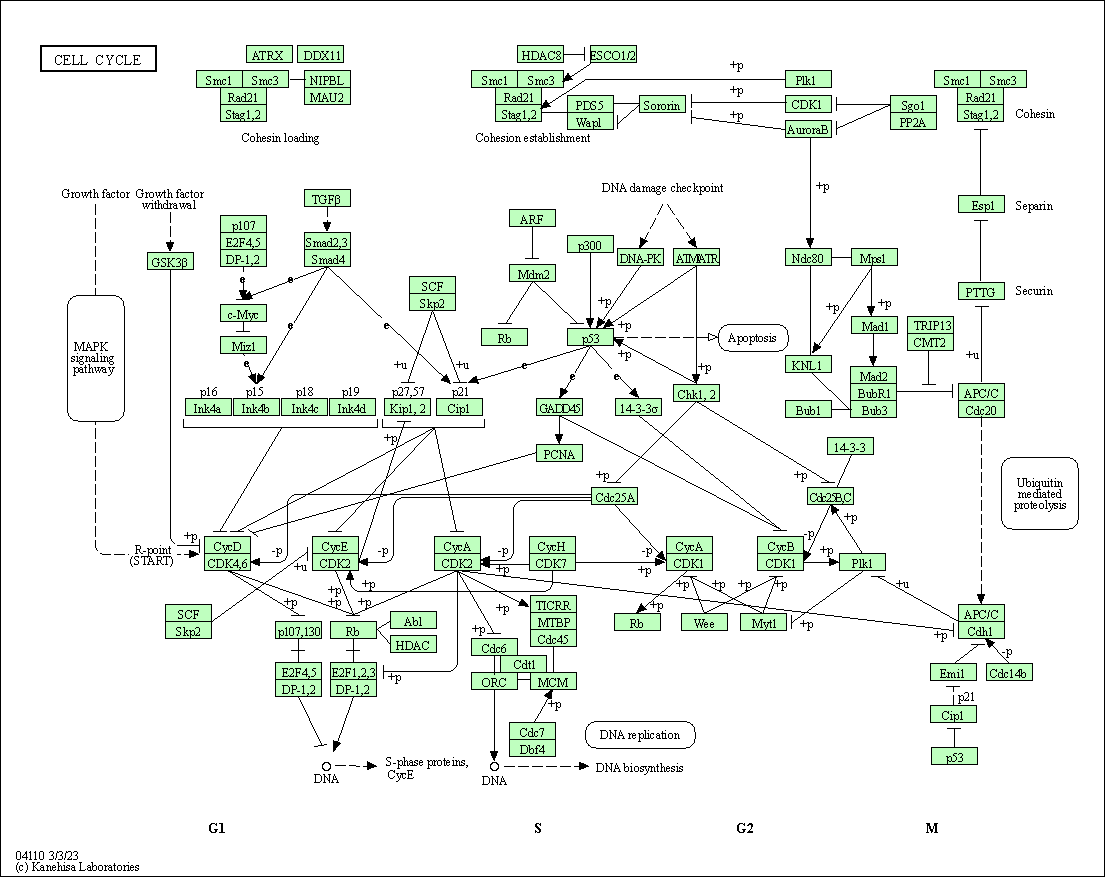 CELL CYCLE
ATRX
DDX11
Smc1
Smc3
NIPBL
Rad21
MAU2
Stag1,2
Cohesin loading
HDAC8
ESCO1/2
Smc1
Smc3
Rad21
Stag1,2
PDS5
Wapl
Sororin
Cohesion establishment
+p
Plk1
+p
CDK1
+p
AuroraB
Sgo1
PP2A
Smc1
Smc3
Rad21
Stag1,2
Cohesin
Growth factor
Growth factor
withdrawal
TGFβ
DNA damage checkpoint
+p
Esp1
Separin
p107
E2F4,5
DP-1,2
Smad2,3
Smad4
ARF
p300
GSK3β
DNA-PK
ATM/ATR
Ndc80
Mps1
e
e
Mdm2
SCF
Skp2
PTTG
Securin
c-Myc
+p
+p
+p
+p
Mad1
TRIP13
CMT2
e
e
Miz1
Rb
p53
+p
Apoptosis
MAPK
signaling
pathway
e
+u
+u
e
e
e
+p
KNL1
Mad2
+u
p16
p15
p18
p19
p27,57
p21
Chk1, 2
BubR1
APC/C
Ink4a
Ink4b
Ink4c
Ink4d
Kip1, 2
Cip1
GADD45
14-3-3σ
Bub1
Bub3
Cdc20
+p
PCNA
14-3-3
+p
+p
Cdc25A
Cdc25B,C
Ubiquitin
mediated
proteolysis
+p
CycD
CDK4,6
-p
CycE
CDK2
-p
CycA
CDK2
-p
+p
CycH
CDK7
-p
CycA
CDK1
+p
CycB
CDK1
-p
+p
+p
Plk1
R-point
(START)
+u
+p
+p
+p
+p
+p
+p
+p
+p
+u
SCF
Skp2
p107,130
Rb
Abl
HDAC
TICRR
MTBP
Cdc45
+p
+p
Rb
Wee
Myt1
+p
+p
APC/C
Cdh1
-p
Cdc6
Cdt1
ORC
MCM
E2F4,5
DP-1,2
E2F1,2,3
DP-1,2
+p
+p
Emi1
Cdc14b
p21
Cip1
Cdc7
Dbf4
DNA replication
p53
DNA
S-phase proteins,
CycE
DNA
DNA biosynthesis
G1
S
G2
M
04110 3/3/23
(c) Kanehisa Laboratories